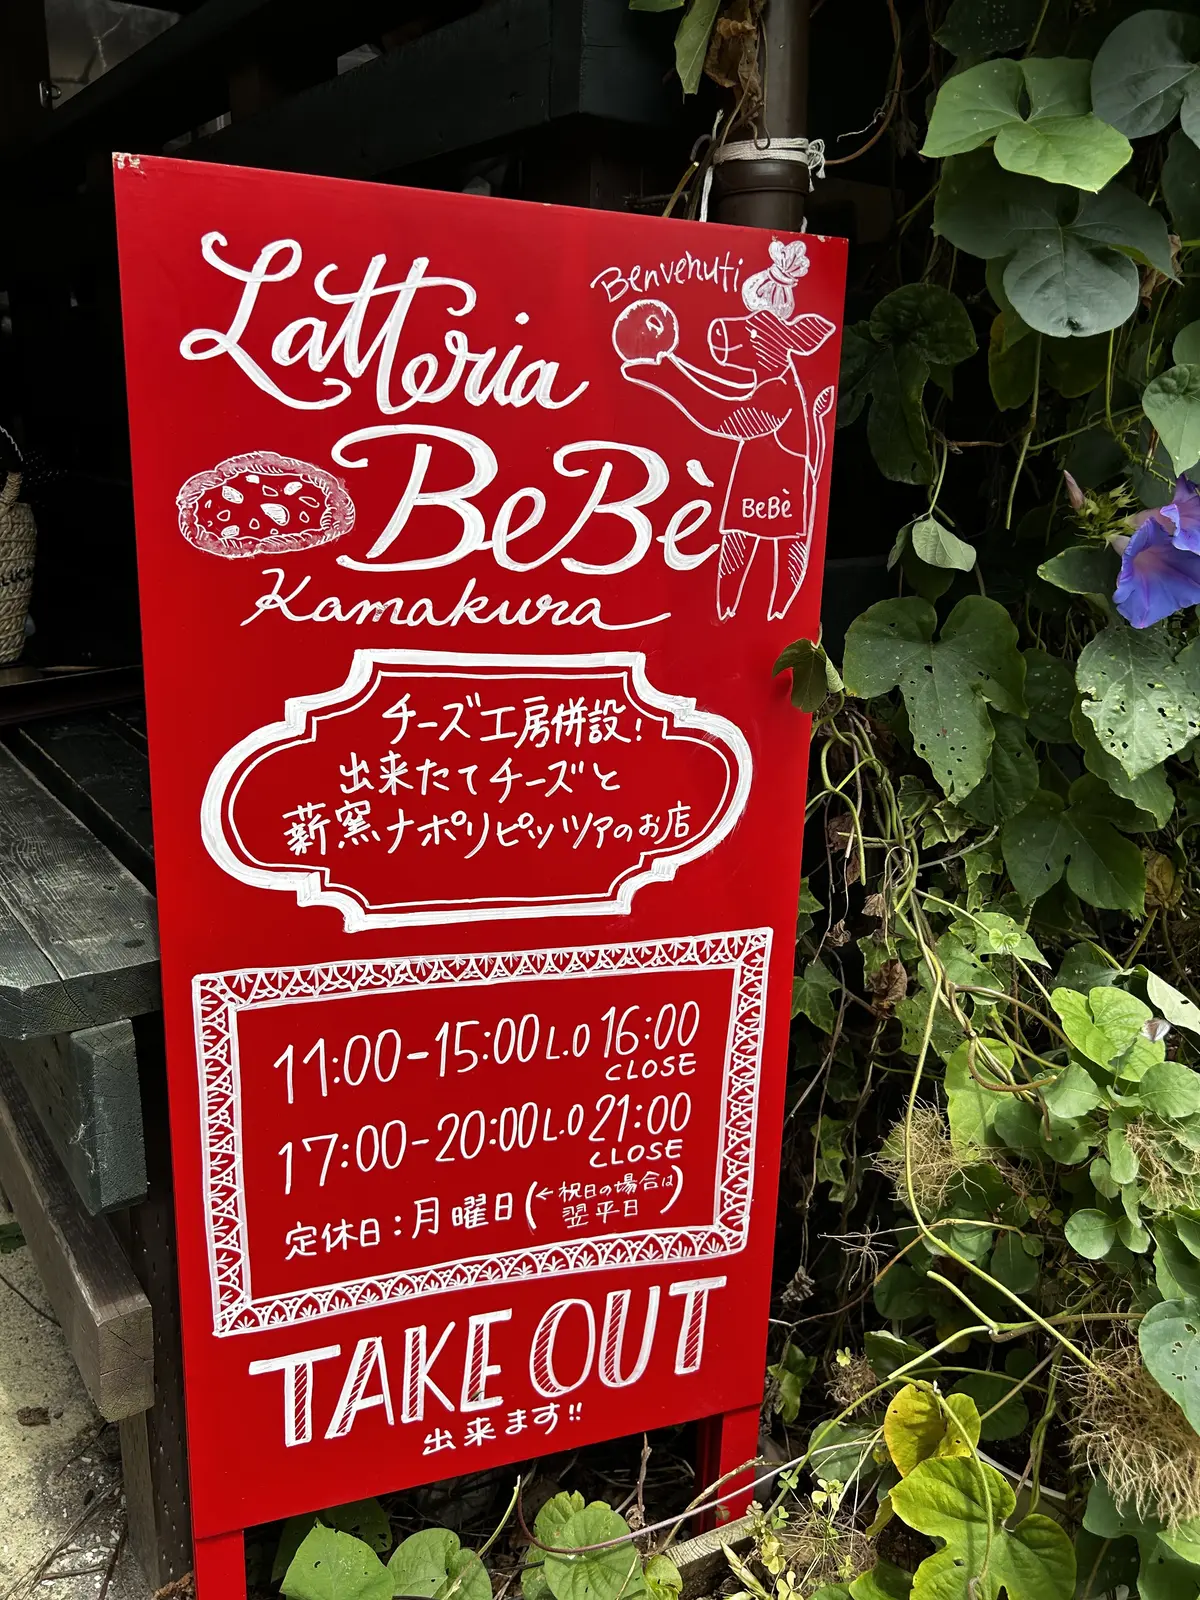 Benvenuti
Latteria
BeBè
BeBè
Kamakura
チーズ工房併設!
出来たてチーズと
薪窯ナポリピッツァのお店
11:00-15:00 L.O 16:00
CLOSE
17:00-20:00 L.O 21:00
CLOSE
定休日:月曜日(←祝日の場合は
翌平日)
TAKE OUT
出来ます!!